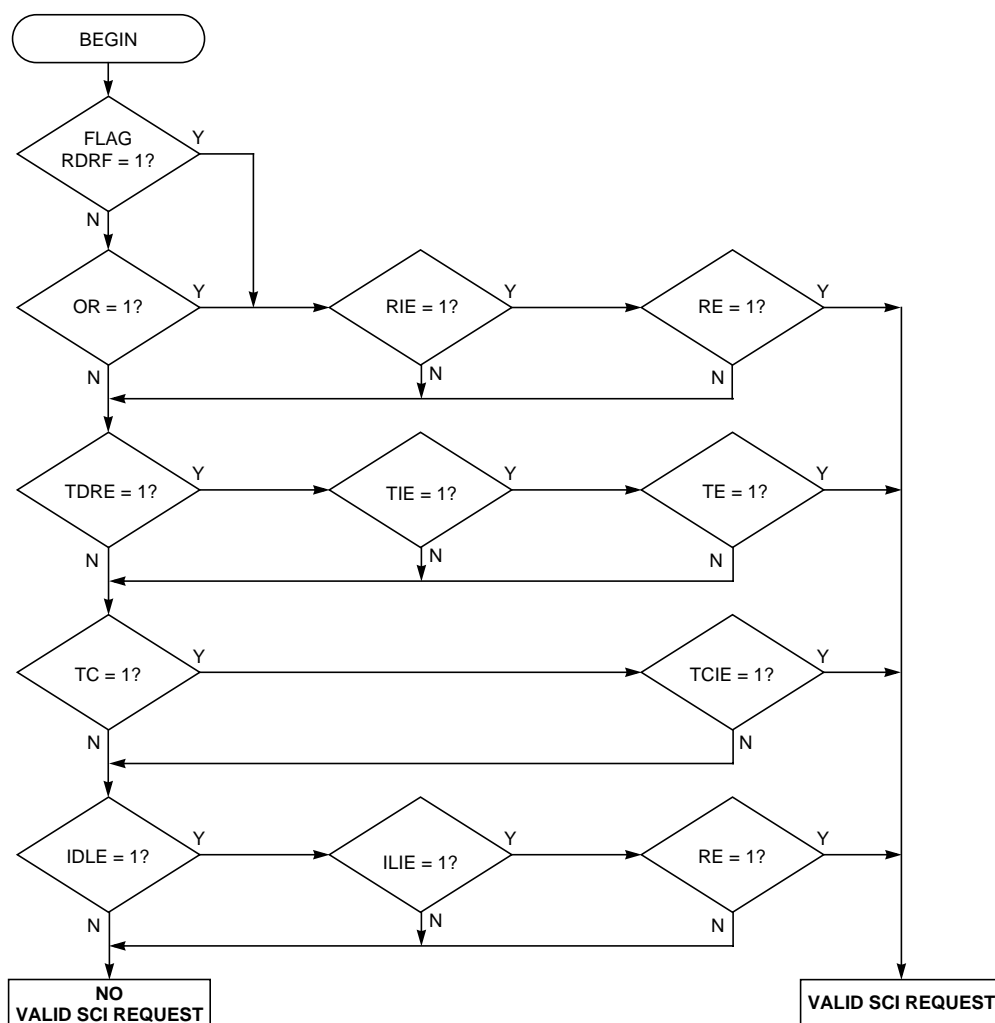 BEGIN
FLAG
RDRF = 1?
Y
N
OR = 1?
Y
RIE = 1?
Y
RE = 1?
Y
N
N
N
TDRE = 1?
Y
TIE = 1?
Y
TE = 1?
Y
N
N
N
TC = 1?
Y
TCIE = 1?
Y
N
N
IDLE = 1?
Y
ILIE = 1?
Y
RE = 1?
Y
N
N
N
NO
VALID SCI REQUEST
VALID SCI REQUEST